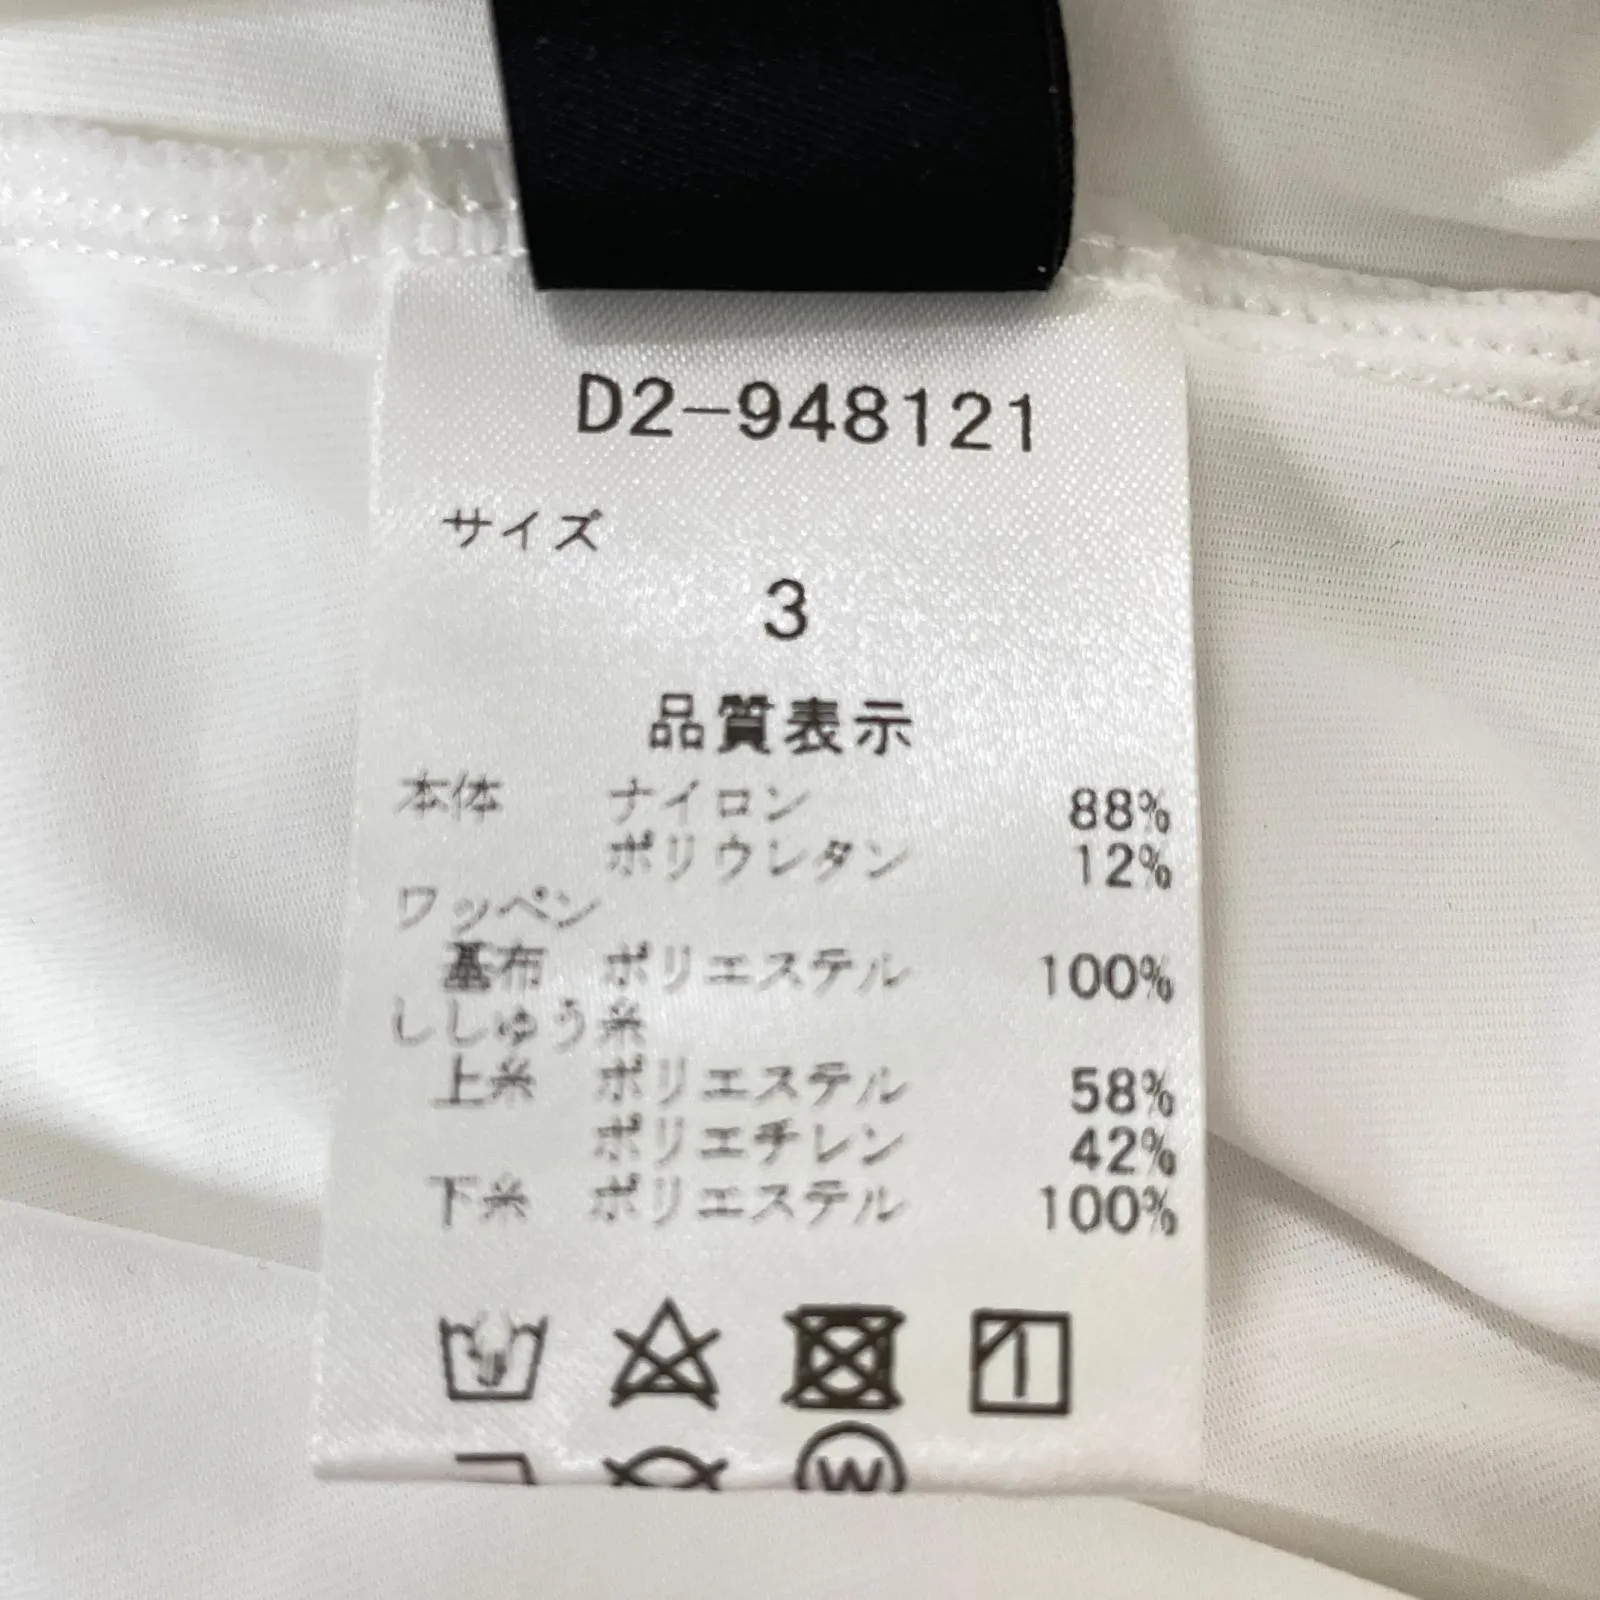 D2-948121
サイズ
3
品質表示
本体 ナイロン 88%
ポリウレタン 12%
ワッペン
基布 ポリエステル 100%
ししゅう糸
上糸 ポリエステル 58%
ポリエチレン 42%
下糸 ポリエステル 100%
W